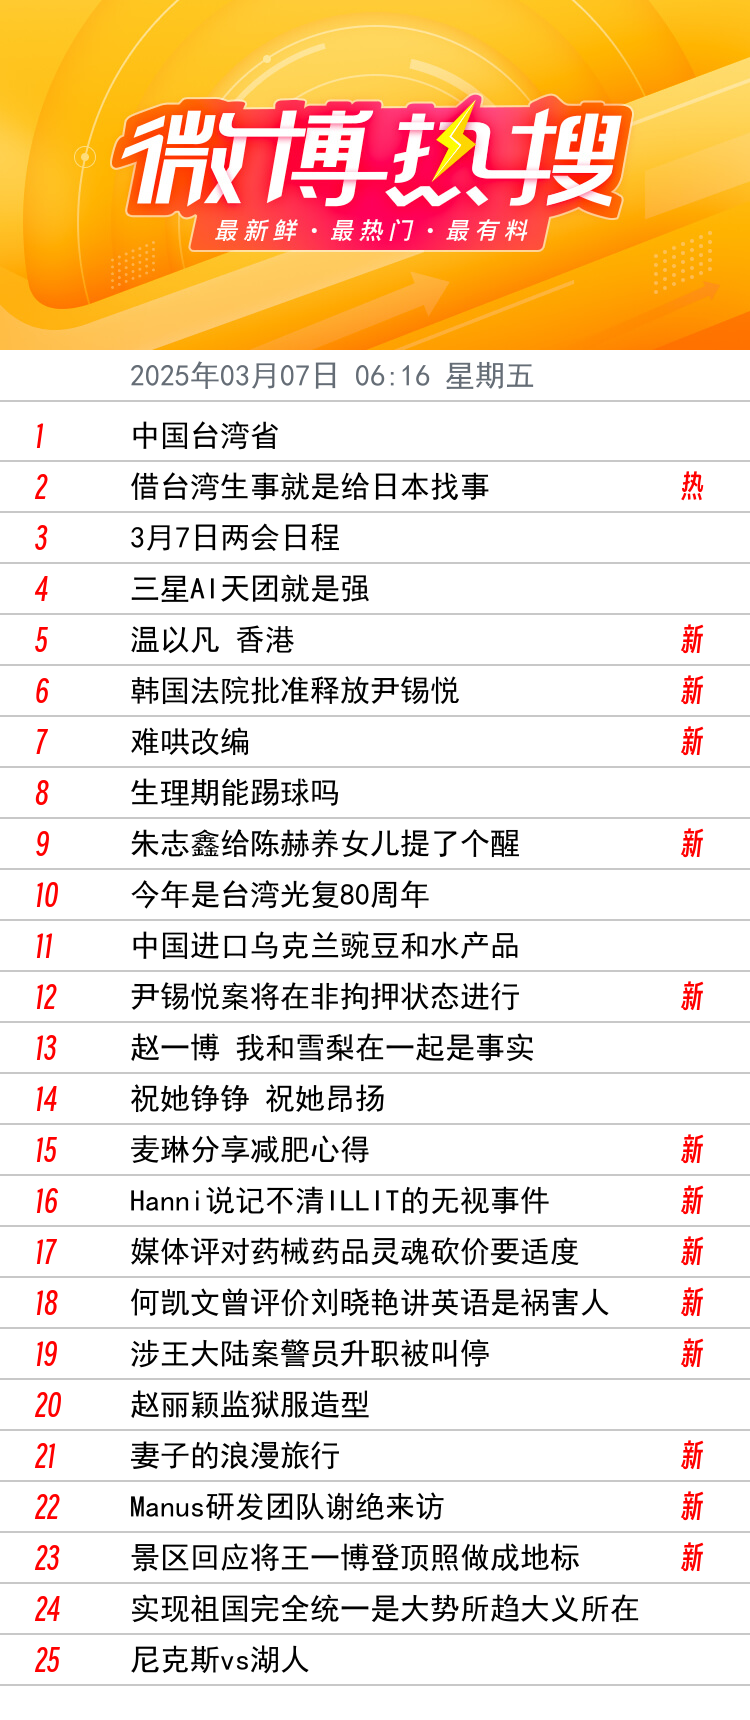 微博热搜
最新鲜·最热门·最有料
2025年03月07日 06:16 星期五
1 中国台湾省
2 借台湾生事就是给日本找事 热
3 3月7日两会日程
4 三星AI天团就是强
5 温以凡 香港 新
6 韩国法院批准释放尹锡悦 新
7 难哄改编 新
8 生理期能踢球吗
9 朱志鑫给陈赫养女儿提了个醒 新
10 今年是台湾光复80周年
11 中国进口乌克兰豌豆和水产品
12 尹锡悦案将在非拘押状态进行 新
13 赵一博 我和雪梨在一起是事实
14 祝她铮铮 祝她昂扬
15 麦琳分享减肥心得 新
16 Hanni说记不清ILLIT的无视事件 新
17 媒体评对药械药品灵魂砍价要适度 新
18 何凯文曾评价刘晓艳讲英语是祸害人 新
19 涉王大陆案警员升职被叫停 新
20 赵丽颖监狱服造型
21 妻子的浪漫旅行 新
22 Manus研发团队谢绝来访 新
23 景区回应将王一博登顶照做成地标 新
24 实现祖国完全统一是大势所趋大义所在
25 尼克斯vs湖人